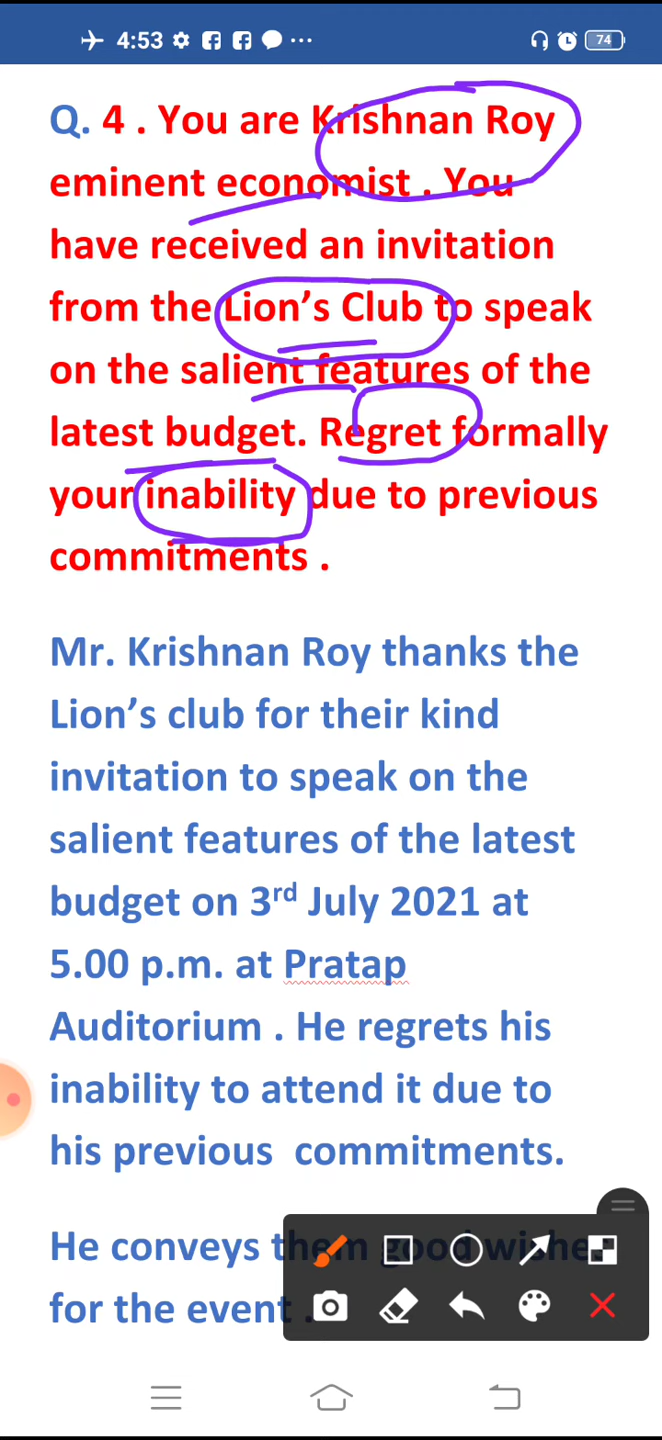 4:53
74
Q. 4 . You are Krishnan Roy
eminent economist . You
have received an invitation
from the Lion’s Club to speak
on the salient features of the
latest budget. Regret formally
your inability due to previous
commitments .
Mr. Krishnan Roy thanks the
Lion’s club for their kind
invitation to speak on the
salient features of the latest
budget on 3rd July 2021 at
5.00 p.m. at Pratap
Auditorium . He regrets his
inability to attend it due to
his previous commitments.
He conveys them good wishes
for the event .